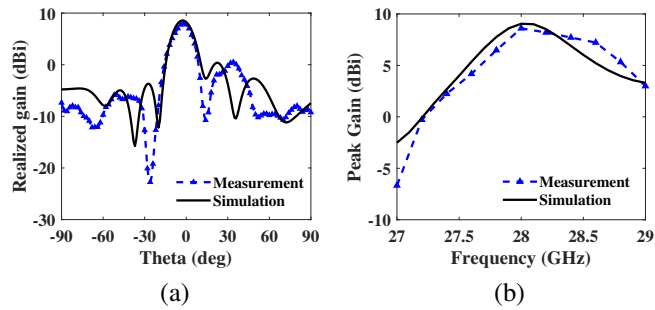 Realized gain (dBi)
10
0
-10
-20
-30
Measurement
Simulation
-90
-60
-30
0
30
60
90
Theta (deg)
(a)
Peak Gain (dBi)
10
5
0
-5
-10
Measurement
Simulation
27
27.5
28
28.5
29
Frequency (GHz)
(b)